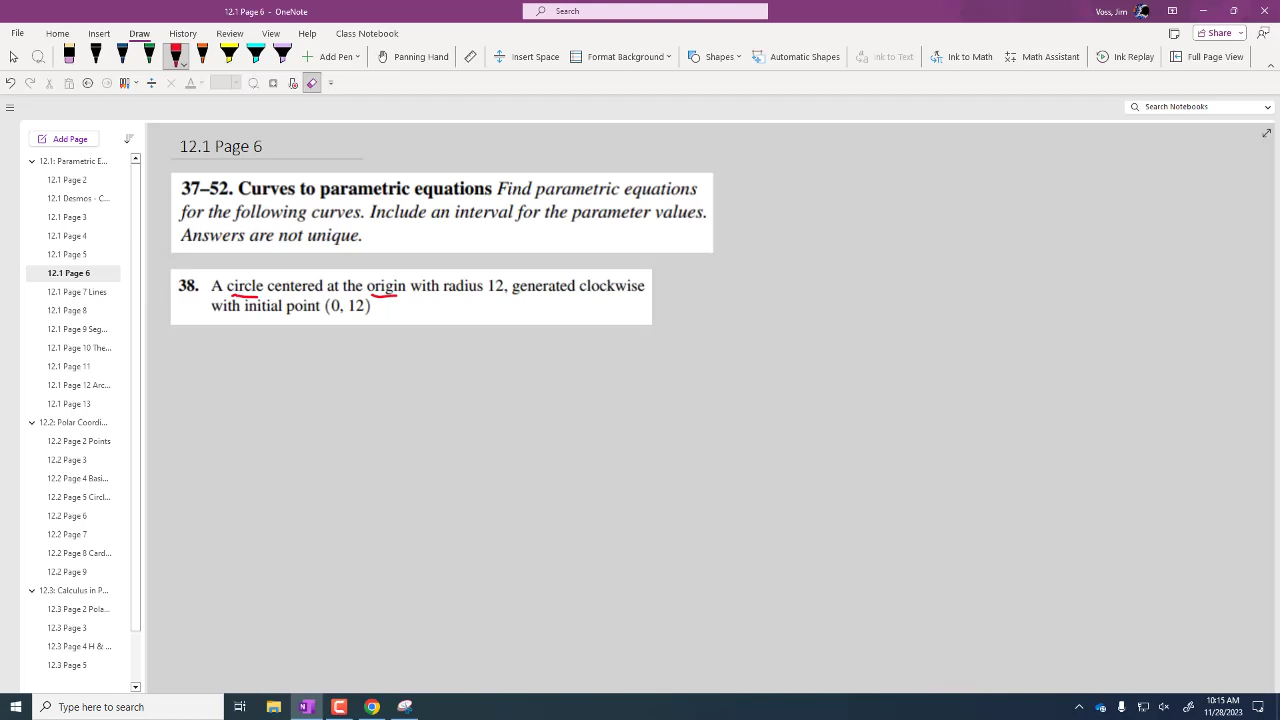 12.1 Page 6 - OneNote
Search
Voss, Jim
File Home Insert Draw History Review View Help Class Notebook
Share
Add Pen
Panning Hand
Insert Space
Format Background
Shapes
Automatic Shapes
Ink to Text
Ink to Math
Math Assistant
Ink Replay
Full Page View
Search Notebooks
Add Page
12.1: Parametric E...
12.1 Page 2
12.1 Desmos - C...
12.1 Page 3
12.1 Page 4
12.1 Page 5
12.1 Page 6
12.1 Page 7 Lines
12.1 Page 8
12.1 Page 9 Seg...
12.1 Page 10 The...
12.1 Page 11
12.1 Page 12 Arc...
12.1 Page 13
12.2: Polar Coordi...
12.2 Page 2 Points
12.2 Page 3
12.2 Page 4 Basi...
12.2 Page 5 Circl...
12.2 Page 6
12.2 Page 7
12.2 Page 8 Card...
12.2 Page 9
12.3: Calculus in P...
12.3 Page 2 Pola...
12.3 Page 3
12.3 Page 4 H & ...
12.3 Page 5
12.1 Page 6
37–52. Curves to parametric equations Find parametric equations
for the following curves. Include an interval for the parameter values.
Answers are not unique.
38. A circle centered at the origin with radius 12, generated clockwise
with initial point (0, 12)
Type here to search
10:15 AM
11/28/2023